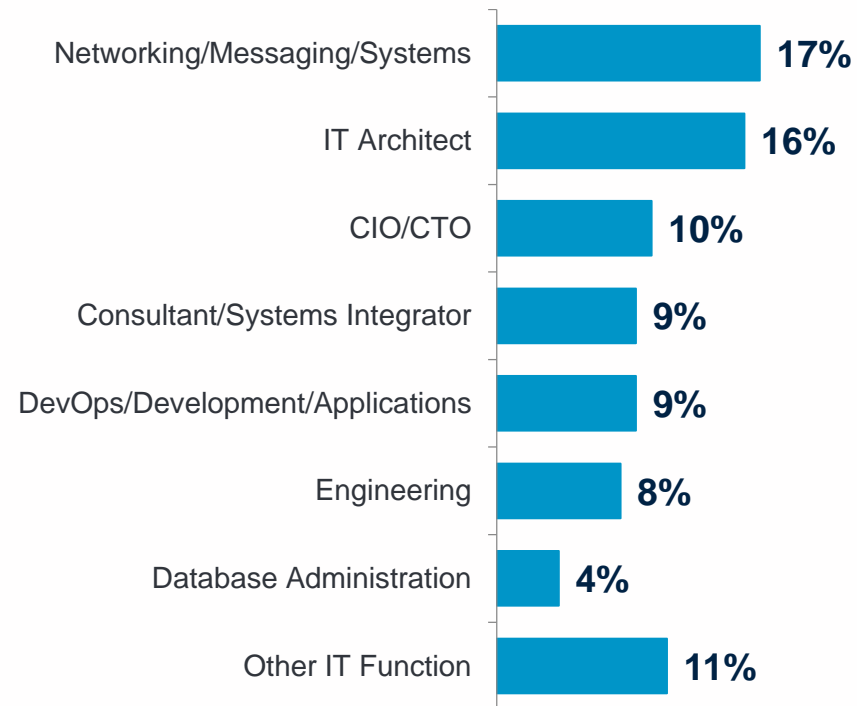 Networking/Messaging/Systems 17%
IT Architect 16%
CIO/CTO 10%
Consultant/Systems Integrator 9%
DevOps/Development/Applications 9%
Engineering 8%
Database Administration 4%
Other IT Function 11%